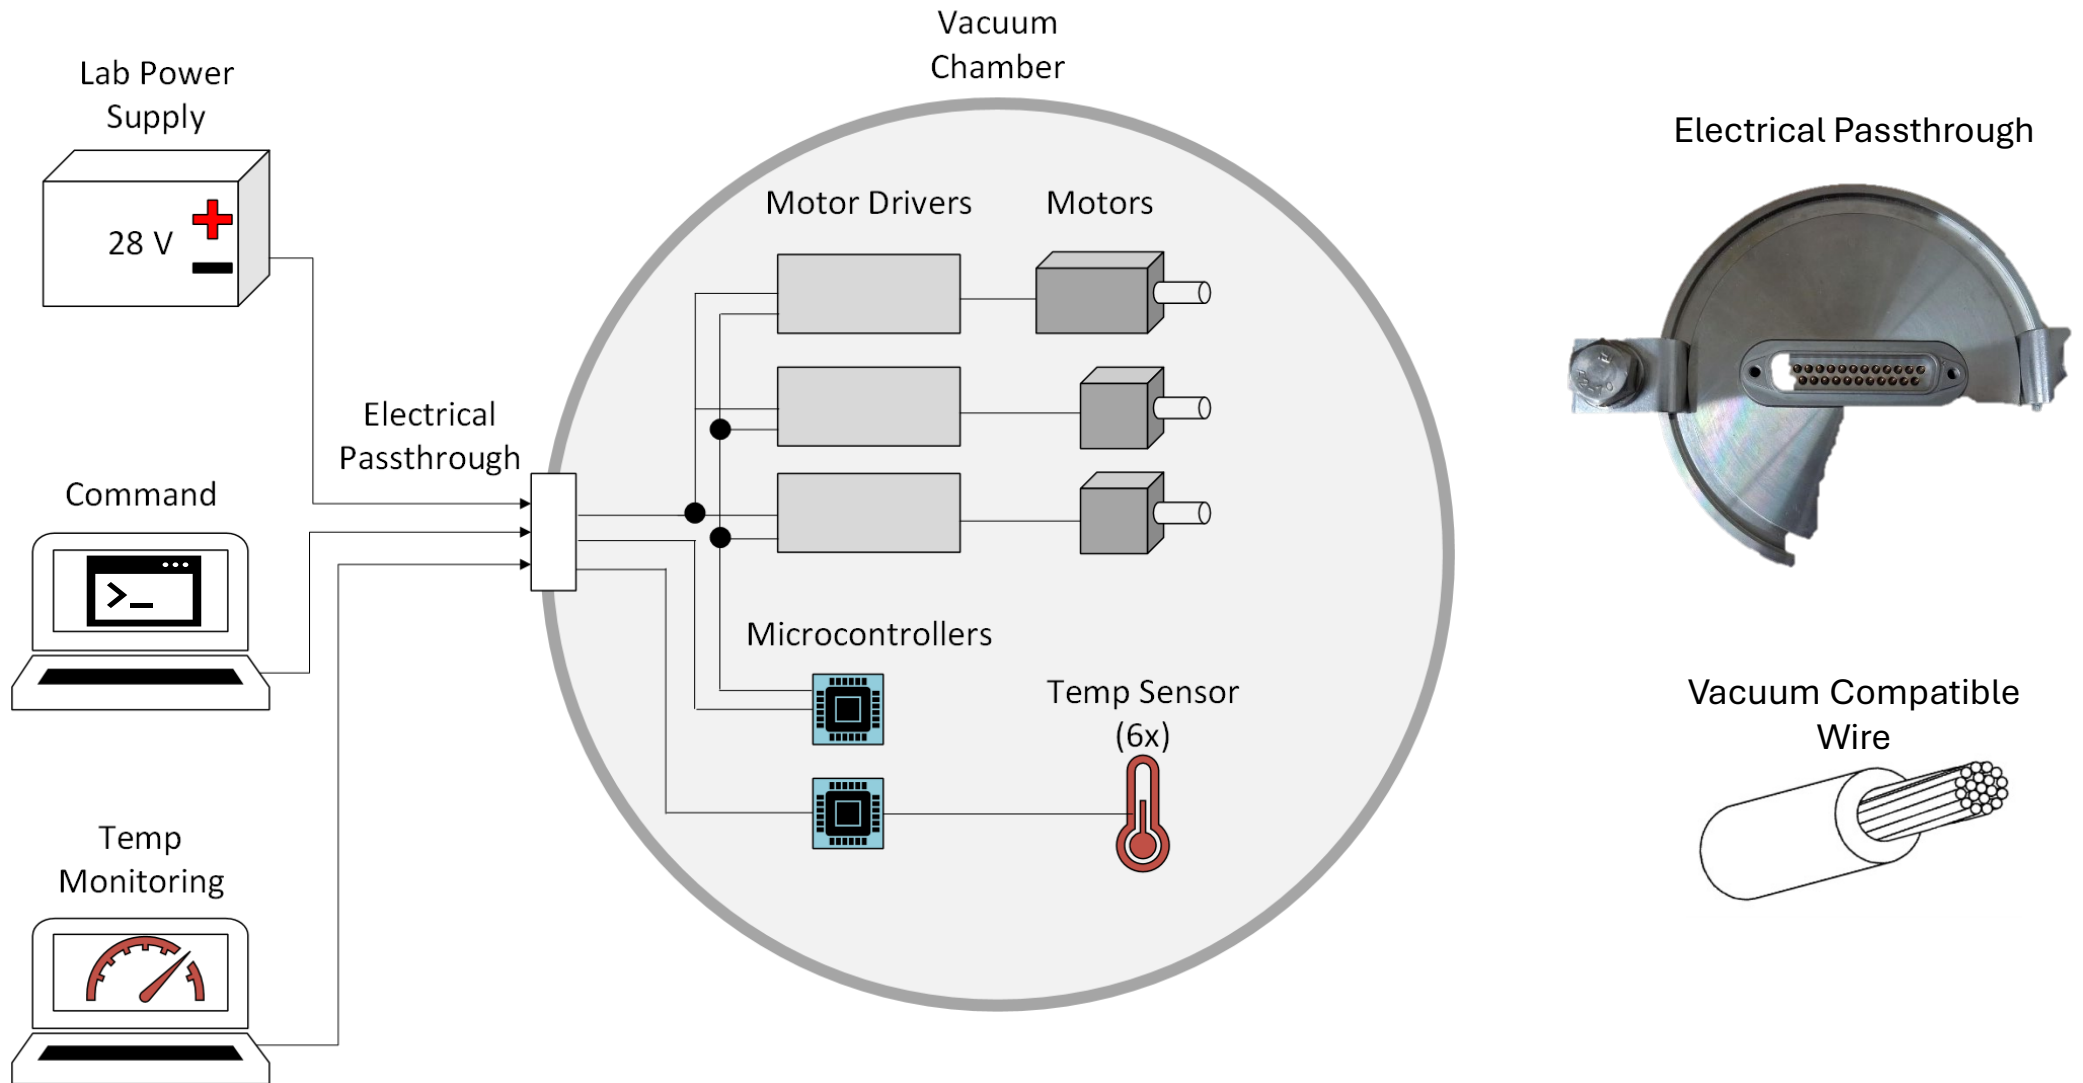 Vacuum
Chamber
Lab Power
Supply
28 V
Electrical Passthrough
Motor Drivers
Motors
Electrical
Passthrough
Command
>_
Microcontrollers
Temp Sensor
(6x)
Vacuum Compatible
Wire
Temp
Monitoring